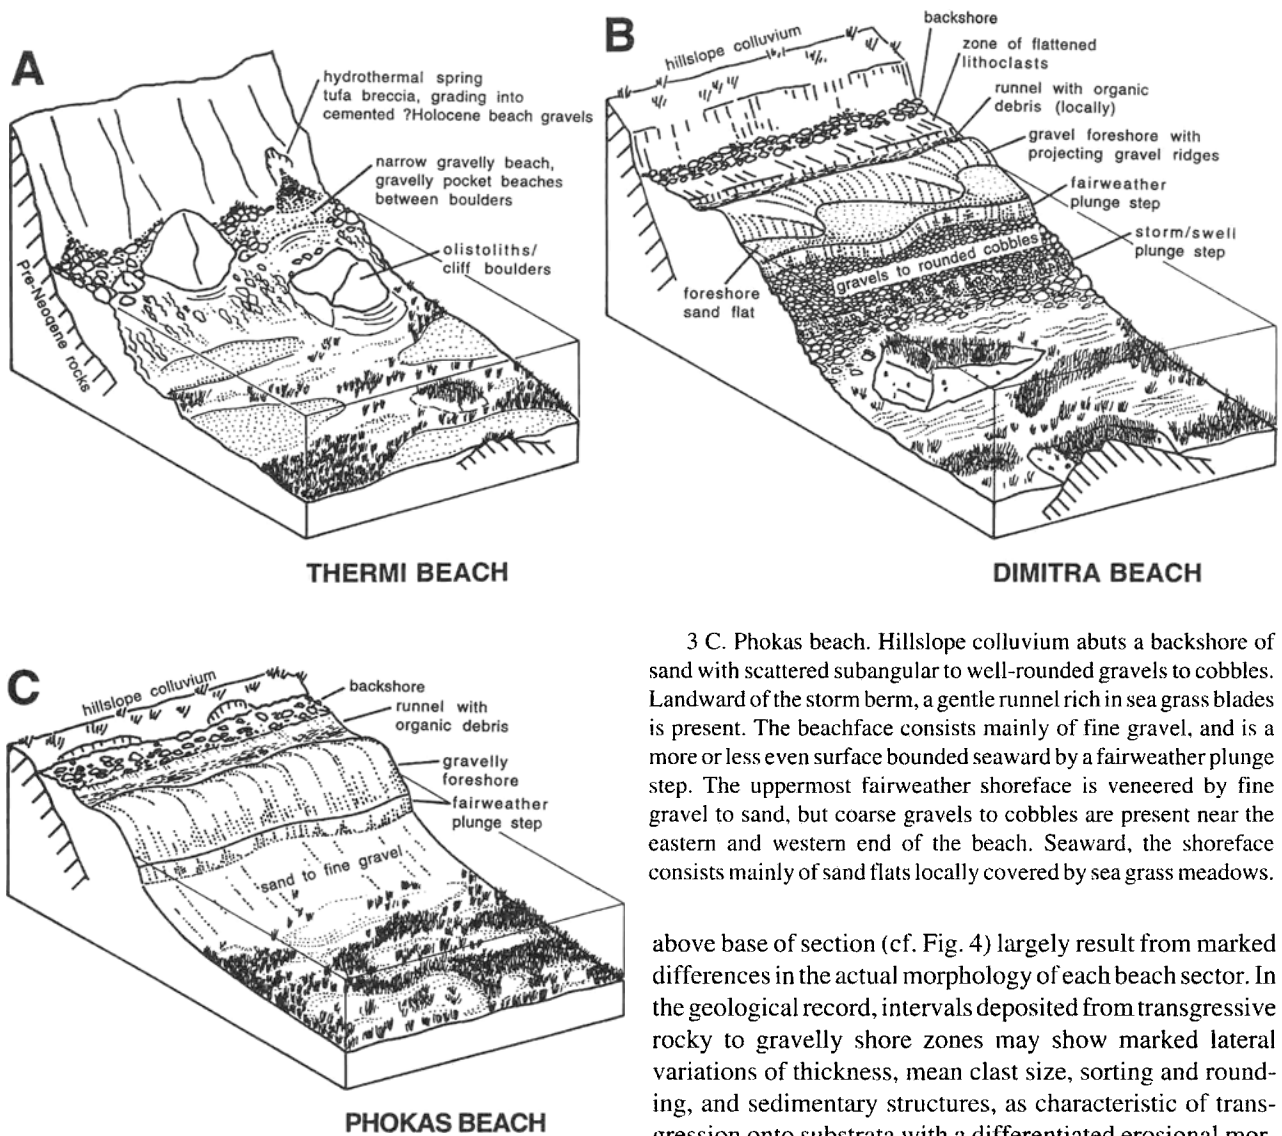 A
hydrothermal spring
tufa breccia, grading into
cemented ?Holocene beach gravels
narrow gravelly beach,
gravelly pocket beaches
between boulders
olistoliths/
cliff boulders
Pre-Neogene rocks
THERMI BEACH
B
hillslope colluvium
backshore
zone of flattened
lithoclasts
runnel with organic
debris (locally)
gravel foreshore with
projecting gravel ridges
fairweather
plunge step
storm/swell
plunge step
gravels to rounded cobbles
foreshore
sand flat
DIMITRA BEACH
C
hillslope colluvium
backshore
runnel with
organic debris
gravelly
foreshore
fairweather
plunge step
sand to fine gravel
PHOKAS BEACH
3 C. Phokas beach. Hillslope colluvium abuts a backshore of
sand with scattered subangular to well-rounded gravels to cobbles.
Landward of the storm berm, a gentle runnel rich in sea grass blades
is present. The beachface consists mainly of fine gravel, and is a
more or less even surface bounded seaward by a fairweather plunge
step. The uppermost fairweather shoreface is veneered by fine
gravel to sand, but coarse gravels to cobbles are present near the
eastern and western end of the beach. Seaward, the shoreface
consists mainly of sand flats locally covered by sea grass meadows.
above base of section (cf. Fig. 4) largely result from marked
differences in the actual morphology of each beach sector. In
the geological record, intervals deposited from transgressive
rocky to gravelly shore zones may show marked lateral
variations of thickness, mean clast size, sorting and round-
ing, and sedimentary structures, as characteristic of trans-
gression onto substrata with a differentiated erosional mor-